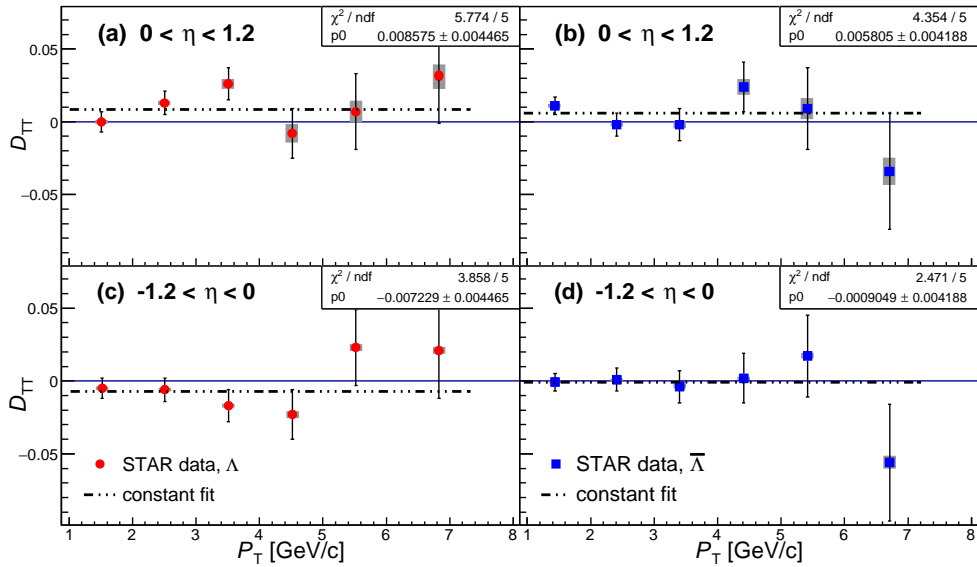 (a) 0 < η < 1.2
χ² / ndf 5.774 / 5
p0 0.008575 ± 0.004465
(b) 0 < η < 1.2
χ² / ndf 4.354 / 5
p0 0.005805 ± 0.004188
D_TT
0.05
0
−0.05
(c) -1.2 < η < 0
χ² / ndf 3.858 / 5
p0 −0.007229 ± 0.004465
(d) -1.2 < η < 0
χ² / ndf 2.471 / 5
p0 −0.0009049 ± 0.004188
D_TT
0.05
0
−0.05
STAR data, Λ
constant fit
STAR data, Λ̅
constant fit
1 2 3 4 5 6 7 8
1 2 3 4 5 6 7 8
P_T [GeV/c]
P_T [GeV/c]